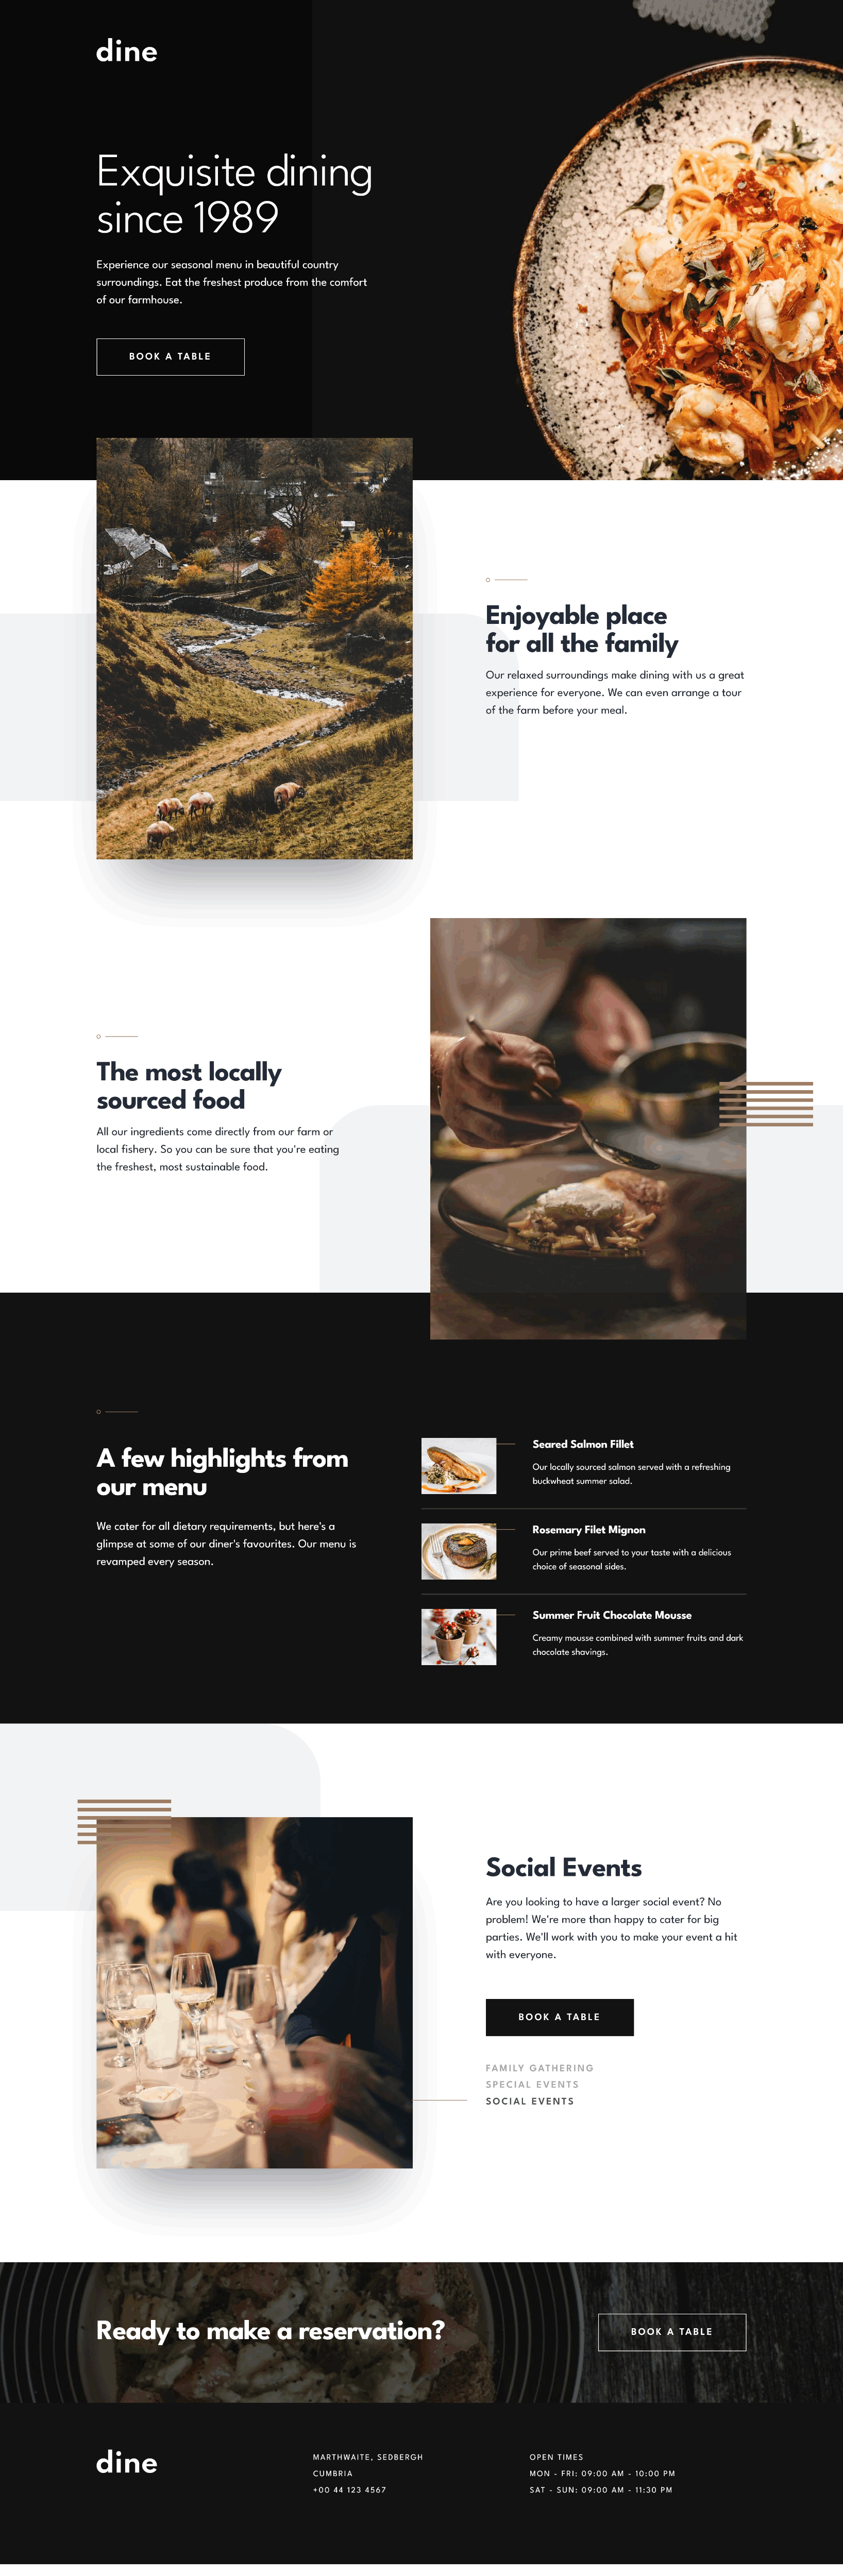 dine
Exquisite dining
since 1989
Experience our seasonal menu in beautiful country
surroundings. Eat the freshest produce from the comfort
of our farmhouse.
BOOK A TABLE
Enjoyable place
for all the family
Our relaxed surroundings make dining with us a great
experience for everyone. We can even arrange a tour
of the farm before your meal.
The most locally
sourced food
All our ingredients come directly from our farm or
local fishery. So you can be sure that you're eating
the freshest, most sustainable food.
A few highlights from
our menu
We cater for all dietary requirements, but here's a
glimpse at some of our diner's favourites. Our menu is
revamped every season.
Seared Salmon Fillet
Our locally sourced salmon served with a refreshing
buckwheat summer salad.
Rosemary Filet Mignon
Our prime beef served to your taste with a delicious
choice of seasonal sides.
Summer Fruit Chocolate Mousse
Creamy mousse combined with summer fruits and dark
chocolate shavings.
Social Events
Are you looking to have a larger social event? No
problem! We're more than happy to cater for big
parties. We'll work with you to make your event a hit
with everyone.
BOOK A TABLE
FAMILY GATHERING
SPECIAL EVENTS
SOCIAL EVENTS
Ready to make a reservation?
BOOK A TABLE
dine
MARTHWAITE, SEDBERGH
CUMBRIA
+00 44 123 4567
OPEN TIMES
MON - FRI: 09:00 AM - 10:00 PM
SAT - SUN: 09:00 AM - 11:30 PM